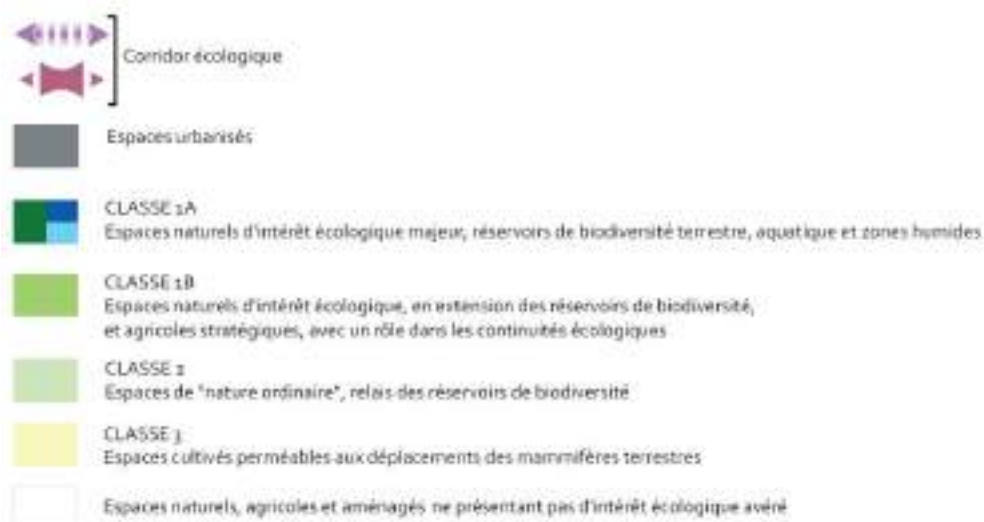 Corridor écologique
Espaces urbanisés
CLASSE 1A
Espaces naturels d'intérêt écologique majeur, réservoirs de biodiversité terrestre, aquatique et zones humides
CLASSE 1B
Espaces naturels d'intérêt écologique, en extension des réservoirs de biodiversité,
et agricoles stratégiques, avec un rôle dans les continuités écologiques
CLASSE 2
Espaces de "nature ordinaire", relais des réservoirs de biodiversité
CLASSE 3
Espaces cultivés perméables aux déplacements des mammifères terrestres
Espaces naturels, agricoles et aménagés ne présentant pas d'intérêt écologique avéré